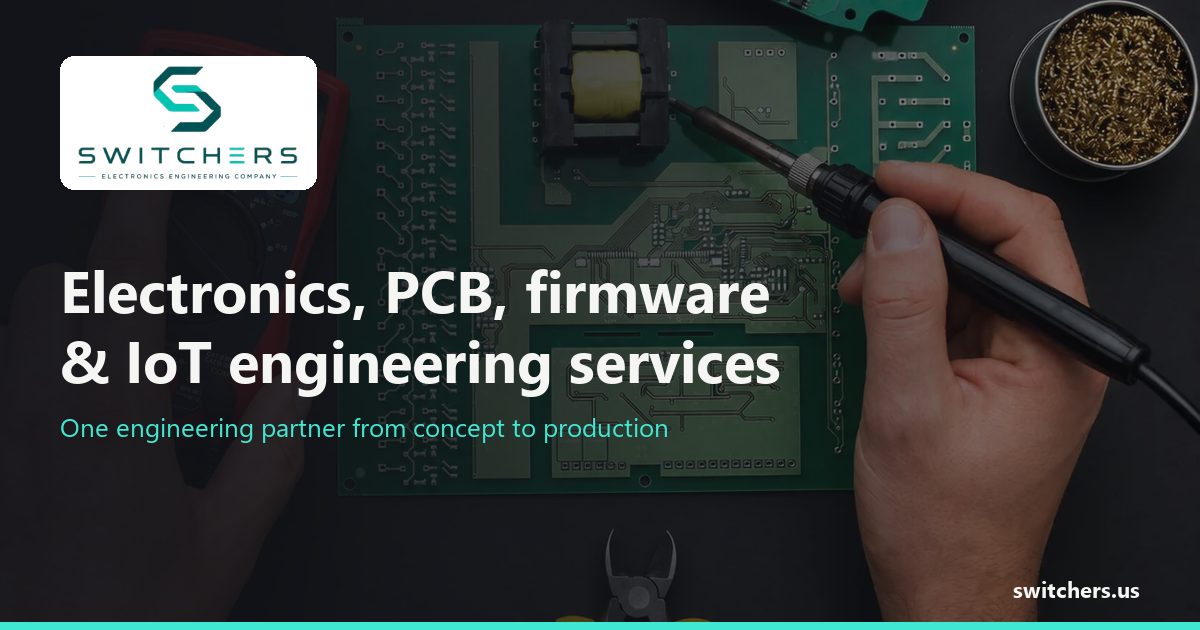 SWITCHERS
ELECTRONICS ENGINEERING COMPANY
Electronics, PCB, firmware
& IoT engineering services
One engineering partner from concept to production
switchers.us